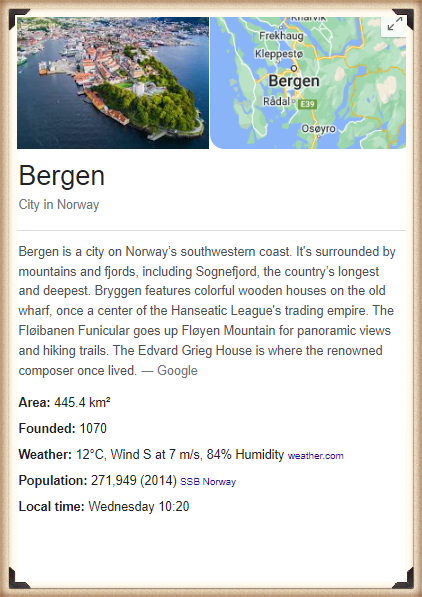 Knarvik
Frekhaug
Kleppestø
Bergen
Rådal
E39
Osøyro
Bergen
City in Norway
Bergen is a city on Norway's southwestern coast. It's surrounded by
mountains and fjords, including Sognefjord, the country's longest
and deepest. Bryggen features colorful wooden houses on the old
wharf, once a center of the Hanseatic League's trading empire. The
Fløibanen Funicular goes up Fløyen Mountain for panoramic views
and hiking trails. The Edvard Grieg House is where the renowned
composer once lived. — Google
Area: 445.4 km²
Founded: 1070
Weather: 12°C, Wind S at 7 m/s, 84% Humidity weather.com
Population: 271,949 (2014) SSB Norway
Local time: Wednesday 10:20